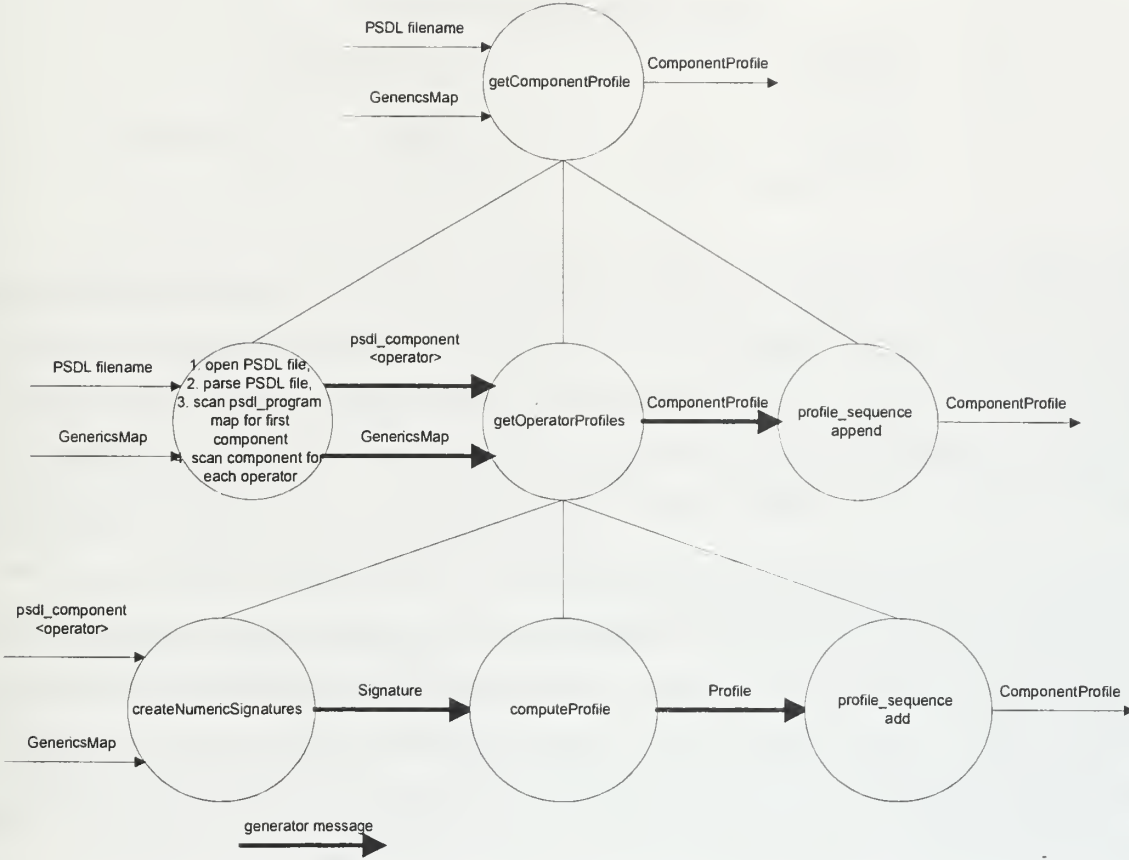 PSDL filename
GenericsMap
getComponentProfile
ComponentProfile
PSDL filename
GenericsMap
1. open PSDL file,
2. parse PSDL file,
3. scan psdl_program
map for first
component
4. scan component for
each operator
psdl_component
<operator>
GenericsMap
getOperatorProfiles
ComponentProfile
profile_sequence
append
ComponentProfile
psdl_component
<operator>
GenericsMap
createNumericSignatures
Signature
computeProfile
Profile
profile_sequence
add
ComponentProfile
generator message